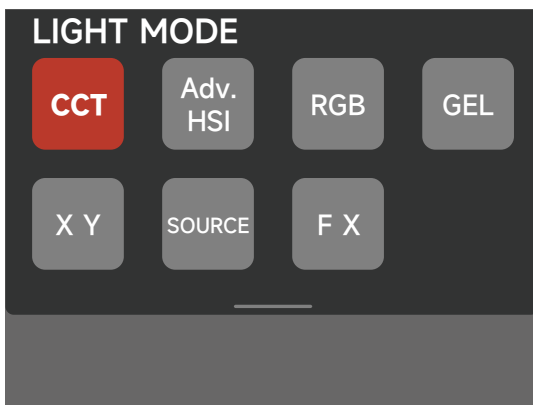 LIGHT MODE
CCT
Adv.
HSI
RGB
GEL
X Y
SOURCE
F X